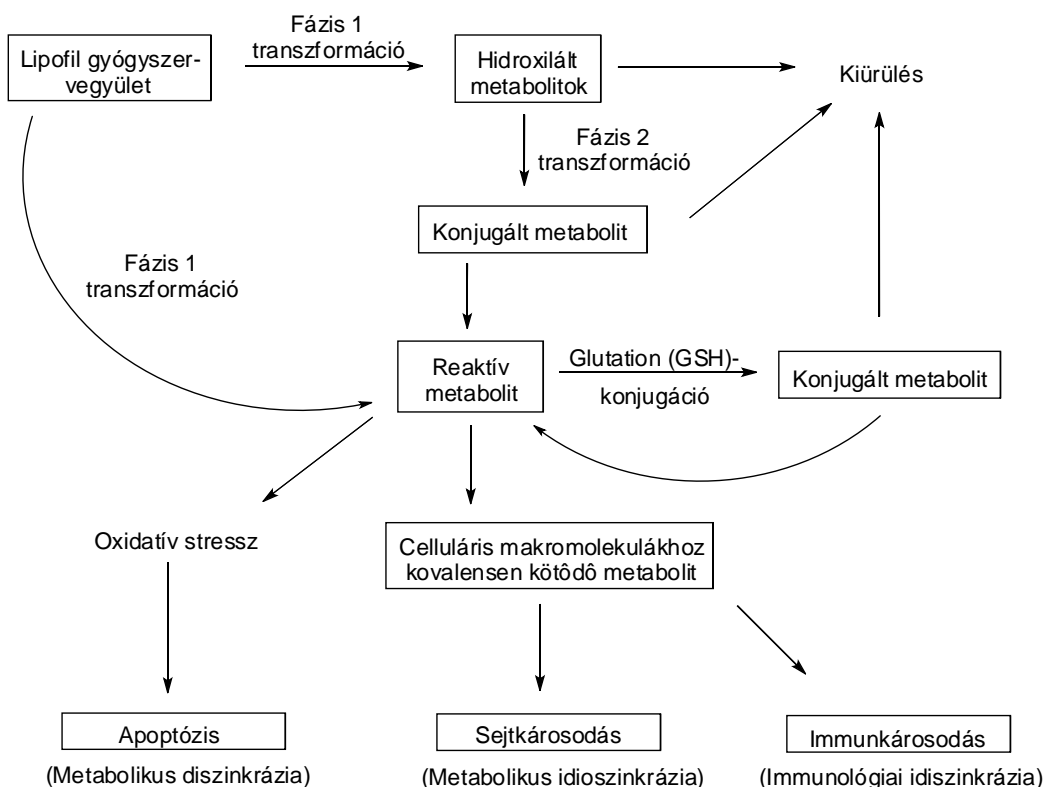 Fázis 1
transzformáció
Lipofil gyógyszer-
vegyület
Hidroxilált
metabolitok
Kiürülés
Fázis 2
transzformáció
Konjugált metabolit
Fázis 1
transzformáció
Reaktív
metabolit
Glutation (GSH)-
konjugáció
Konjugált metabolit
Oxidatív stressz
Celluláris makromolekulákhoz
kovalensen kötôdô metabolit
Apoptózis
(Metabolikus diszinkrázia)
Sejtkárosodás
(Metabolikus idioszinkrázia)
Immunkárosodás
(Immunológiai idiszinkrázia)